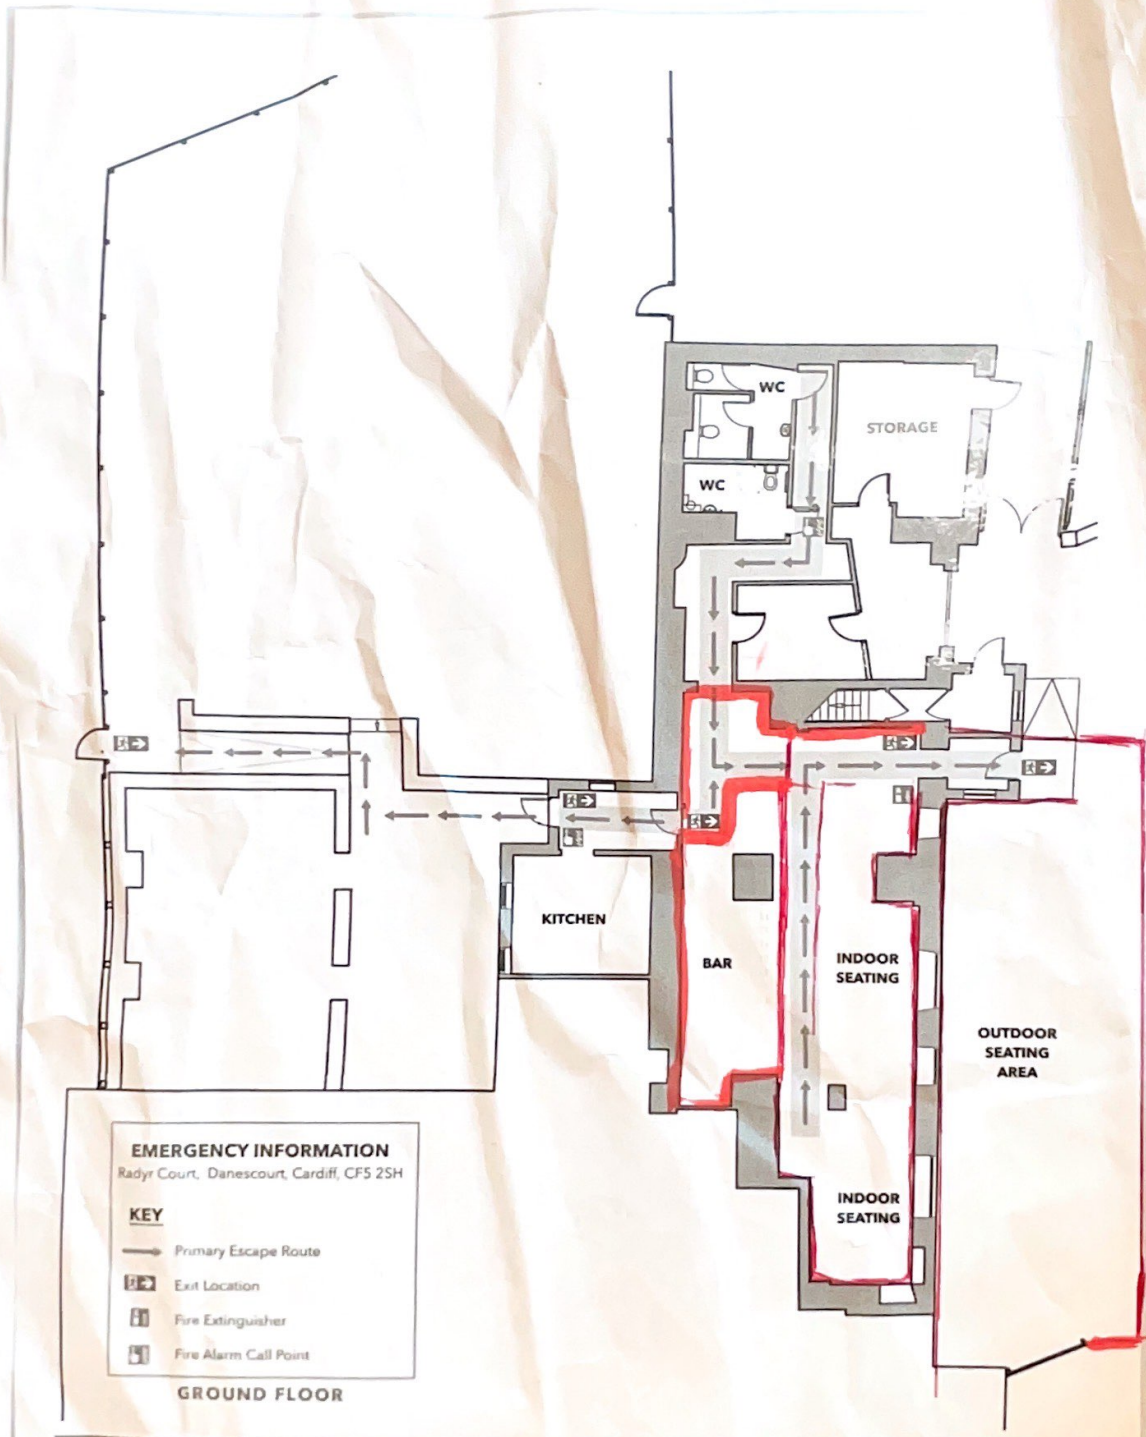 WC
STORAGE
WC
KITCHEN
BAR
INDOOR
SEATING
OUTDOOR
SEATING
AREA
INDOOR
SEATING
EMERGENCY INFORMATION
Radyr Court, Danescourt, Cardiff, CF5 2SH
KEY
Primary Escape Route
Exit Location
Fire Extinguisher
Fire Alarm Call Point
GROUND FLOOR